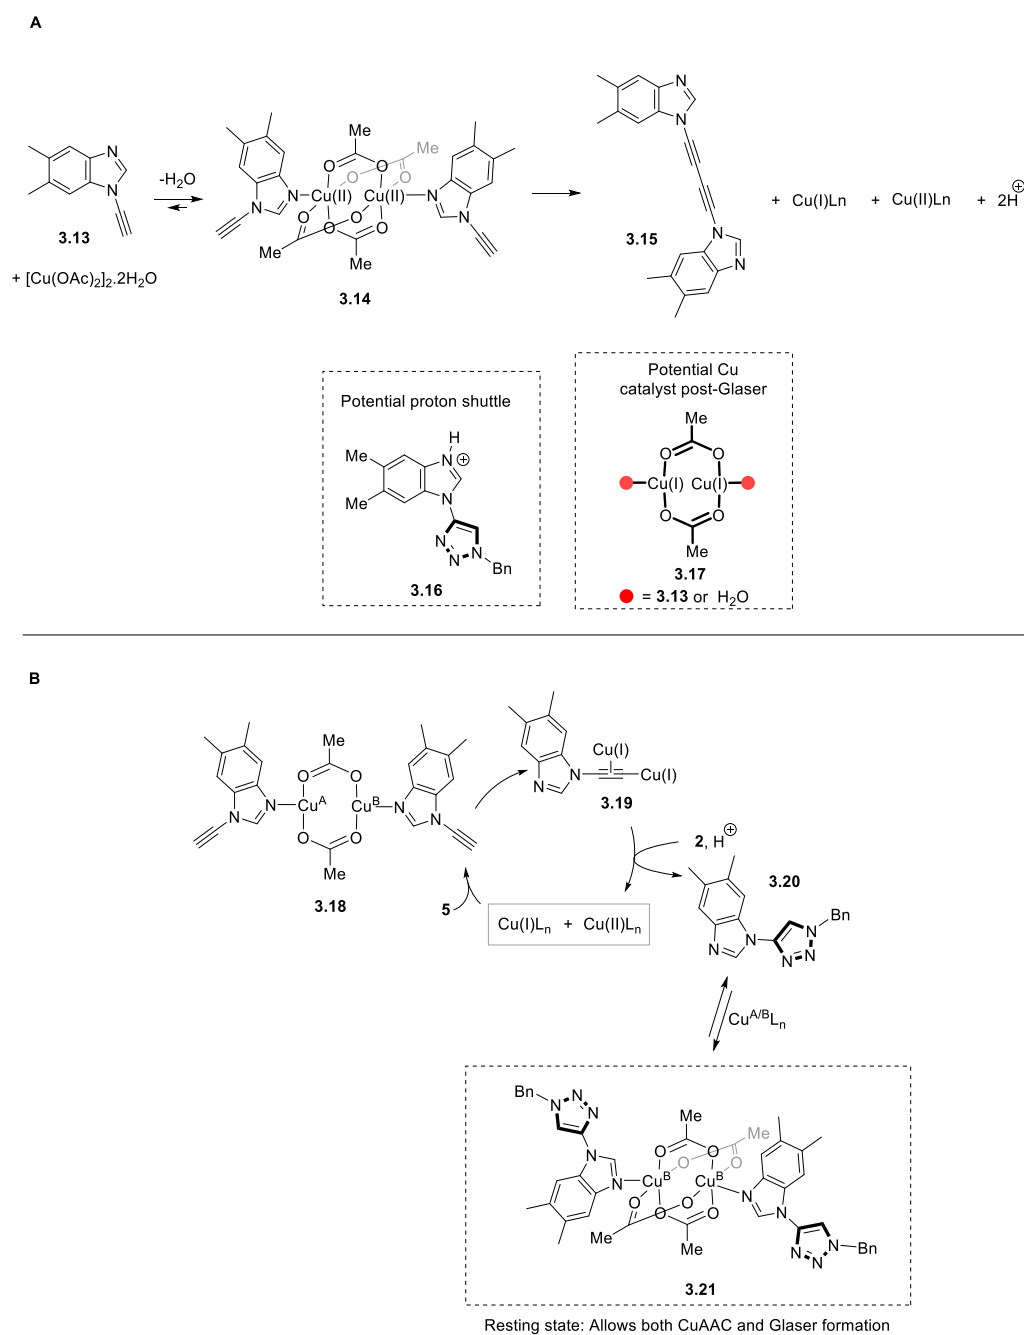 A
Me
Me
N
N
-H₂O
O
O
O
O
N
Cu(II)
Cu(II)
N
N
N
O
O
O
O
Me
Me
3.13
+ [Cu(OAc)₂]₂.2H₂O
3.14
N
N
N
N
3.15
+ Cu(I)Ln + Cu(II)Ln + 2H⊕
Potential proton shuttle
H
Me
N⊕
Me
N
N
N
N
Bn
3.16
Potential Cu
catalyst post-Glaser
Me
O
O
Cu(I) Cu(I)
O
O
Me
3.17
= 3.13 or H₂O
B
Me
O
O
N
Cuᴬ
Cuᴮ
N
N
N
O
O
Me
3.18
Cu(I)
N
Cu(I)
N
3.19
2, H⊕
3.20
5
Cu(I)Lₙ + Cu(II)Lₙ
Bn
N
N
N
N
N
Cuᴬ/ᴮLₙ
Bn
N
N
N
Me
Me
N
O
O
O
O
N
Cuᴮ
Cuᴮ
N
N
O
O
O
O
Me
Me
N
N
N
Bn
3.21
Resting state: Allows both CuAAC and Glaser formation